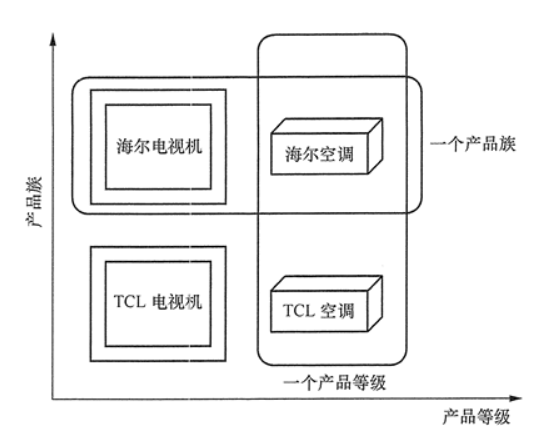 海尔电视机
海尔空调
一个产品族
产品族
TCL 电视机
TCL 空调
一个产品等级
产品等级